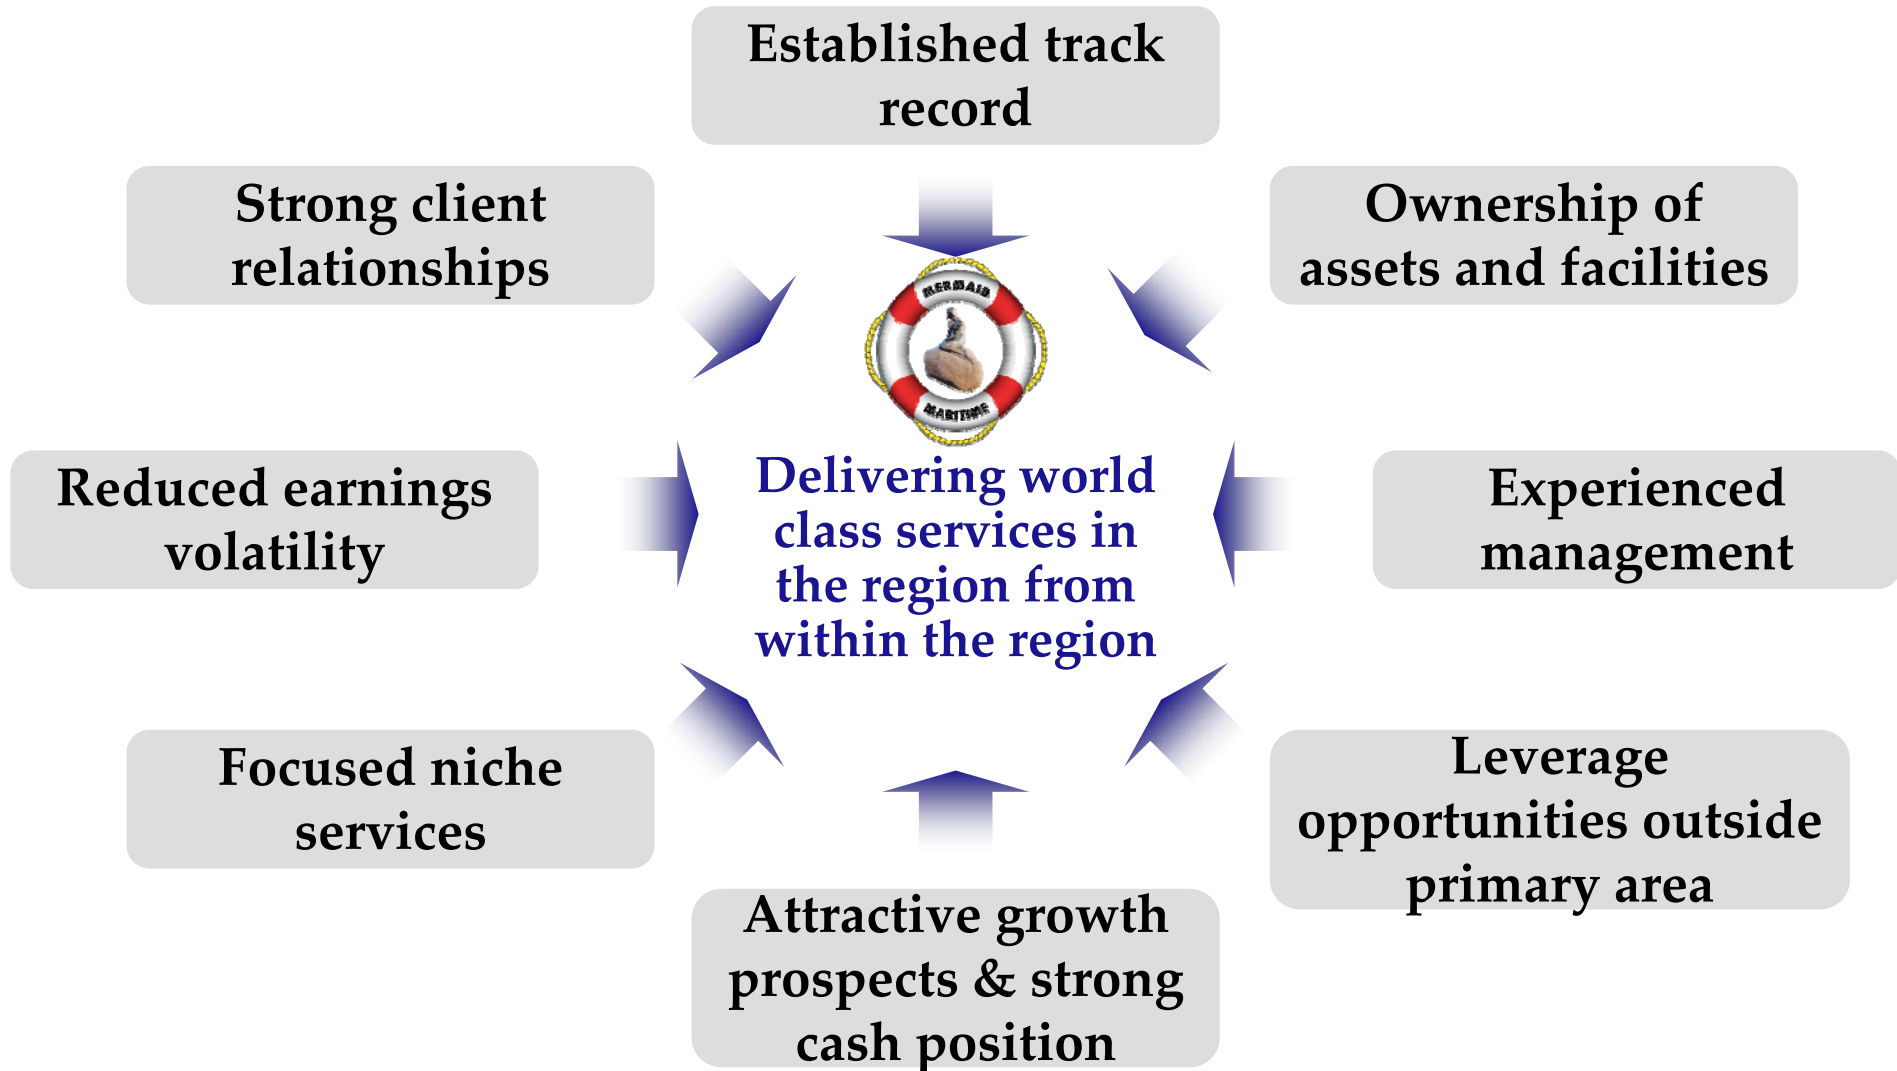 Established track
record
Strong client
relationships
Ownership of
assets and facilities
MERMAID
MARITIME
Reduced earnings
volatility
Delivering world
class services in
the region from
within the region
Experienced
management
Focused niche
services
Leverage
opportunities outside
primary area
Attractive growth
prospects & strong
cash position